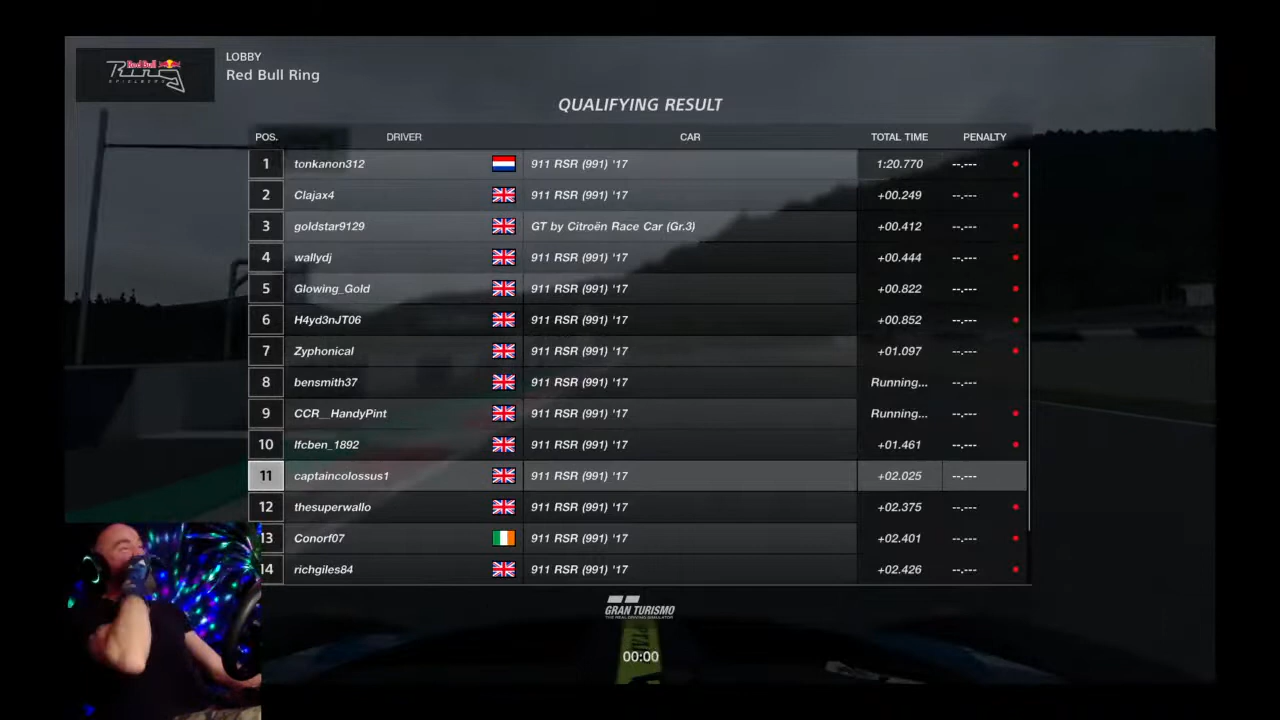 LOBBY
Red Bull Ring
Red Bull
Ring
SPIELBERG
QUALIFYING RESULT
POS. DRIVER CAR TOTAL TIME PENALTY
1 tonkanon312 911 RSR (991) '17 1:20.770 --.---
2 Clajax4 911 RSR (991) '17 +00.249 --.---
3 goldstar9129 GT by Citroën Race Car (Gr.3) +00.412 --.---
4 wallydj 911 RSR (991) '17 +00.444 --.---
5 Glowing_Gold 911 RSR (991) '17 +00.822 --.---
6 H4yd3nJT06 911 RSR (991) '17 +00.852 --.---
7 Zyphonical 911 RSR (991) '17 +01.097 --.---
8 bensmith37 911 RSR (991) '17 Running... --.---
9 CCR__HandyPint 911 RSR (991) '17 Running... --.---
10 lfcben_1892 911 RSR (991) '17 +01.461 --.---
11 captaincolossus1 911 RSR (991) '17 +02.025 --.---
12 thesuperwallo 911 RSR (991) '17 +02.375 --.---
13 Conorf07 911 RSR (991) '17 +02.401 --.---
14 richgiles84 911 RSR (991) '17 +02.426 --.---
GRAN TURISMO
THE REAL DRIVING SIMULATOR
00:00